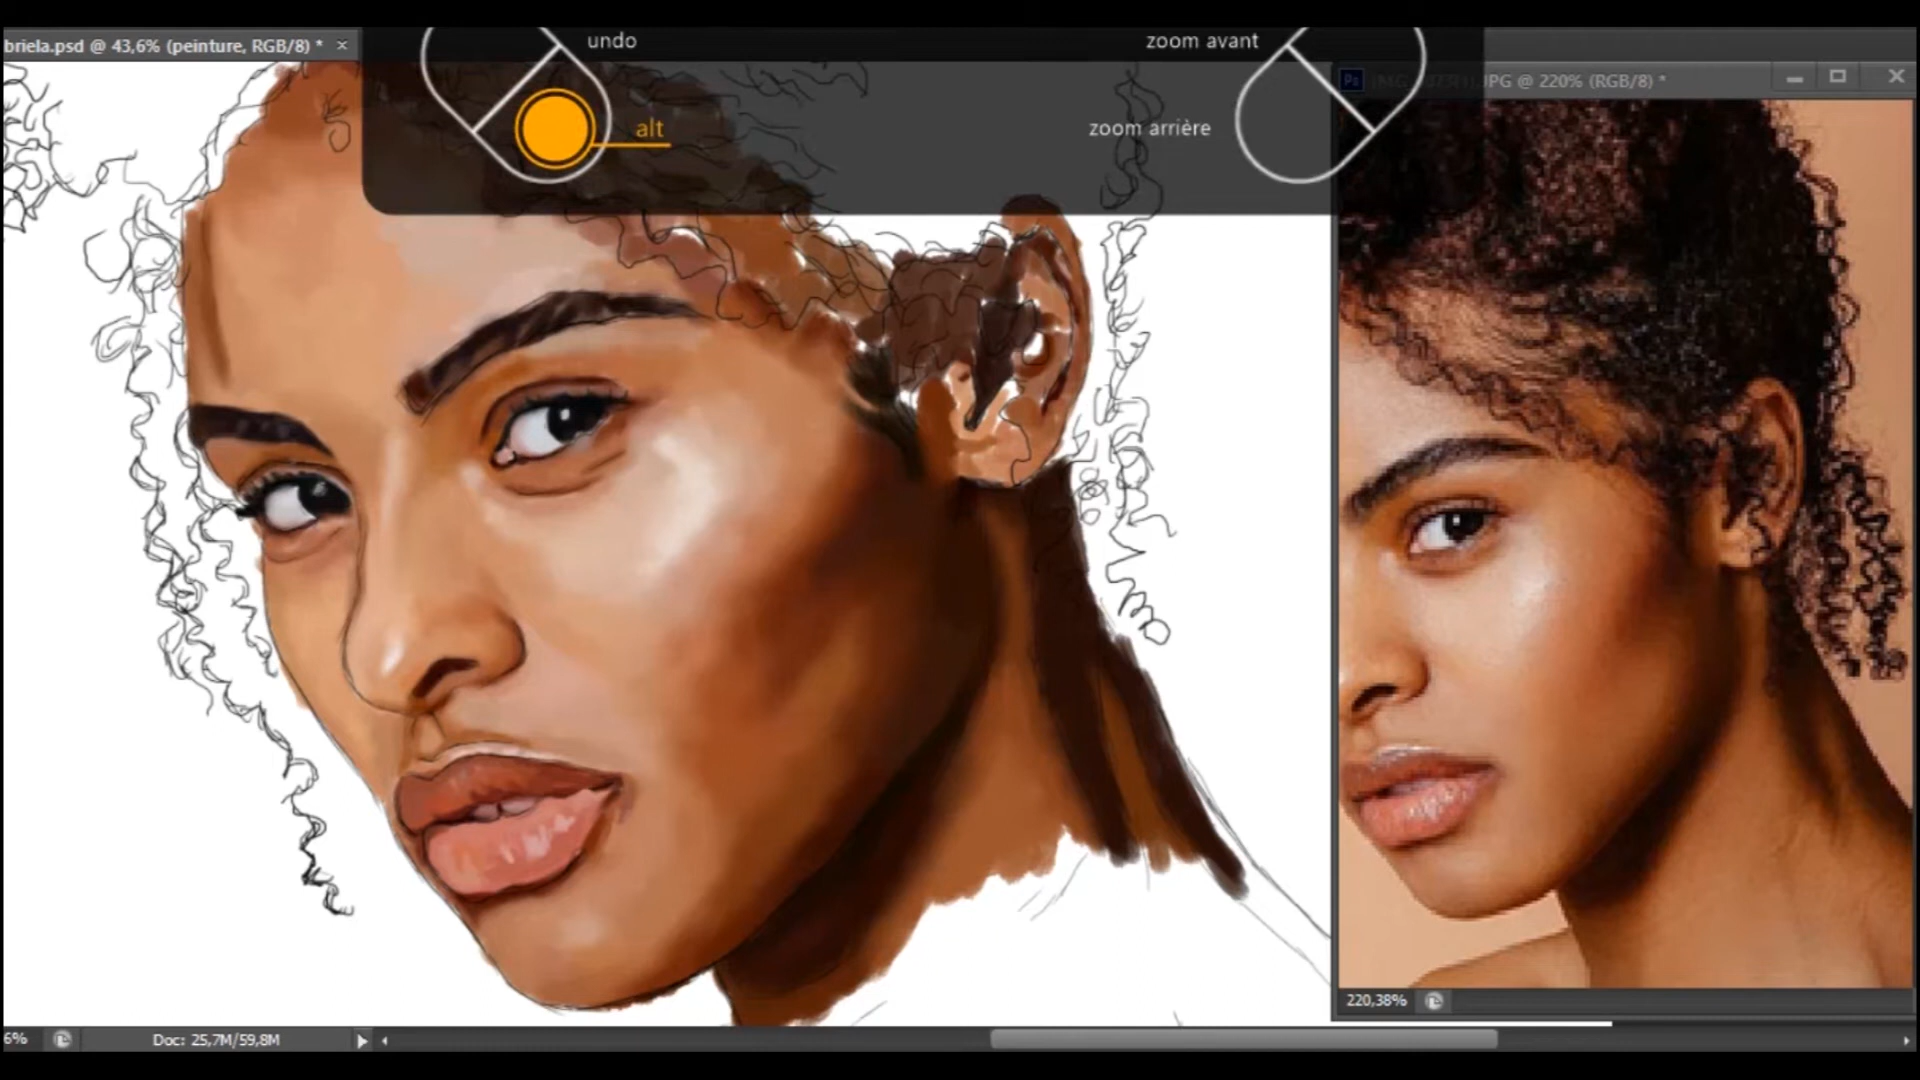 undo
zoom avant
briela.psd @ 43,6% (peinture, RGB/8) *
JPG @ 220% (RGB/8) *
alt
zoom arrière
220,38%
6%
Doc: 25,7M/59,8M